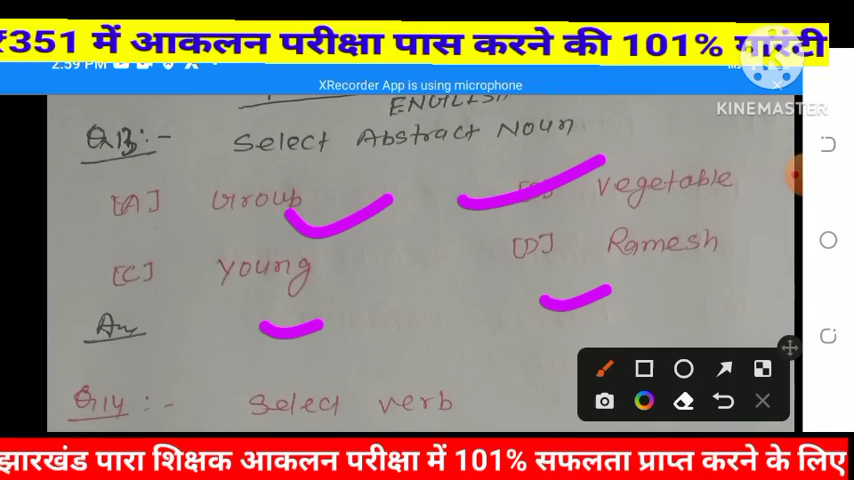 ₹351 में आकलन परीक्षा पास करने की 101% गारंटी
2:59 PM
XRecorder App is using microphone
KINEMASTER
ENGLISH
Q13:- Select Abstract Noun
[A] Group Vegetable
[C] Young [D] Ramesh
Ans
Q14:- Select verb
झारखंड पारा शिक्षक आकलन परीक्षा में 101% सफलता प्राप्त करने के लिए